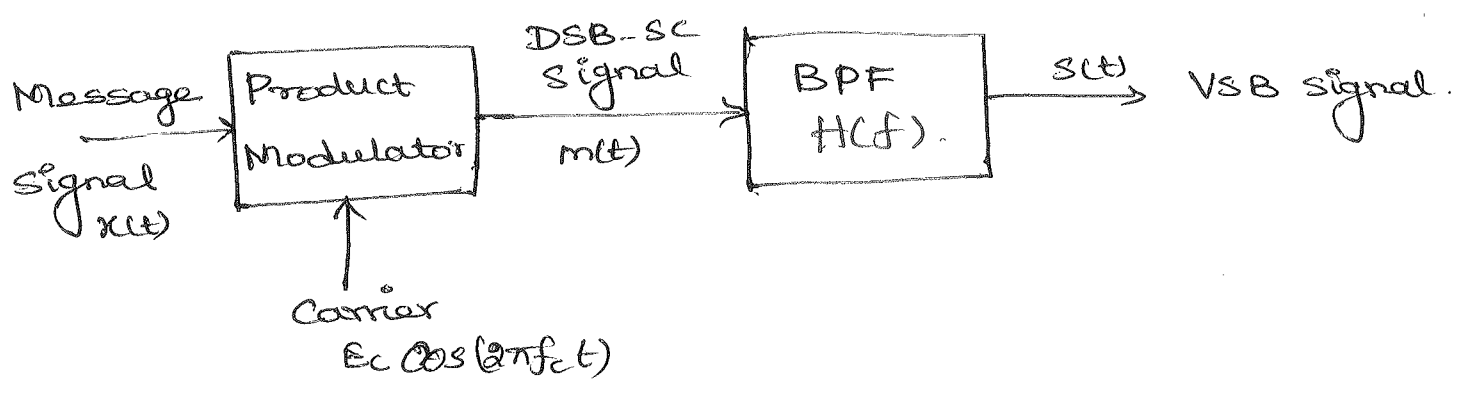 Message
signal
x(t)
Product
Modulator
Carrier
Ec Cos(2πfct)
DSB-SC
signal
m(t)
BPF
H(f).
s(t)
VSB signal.